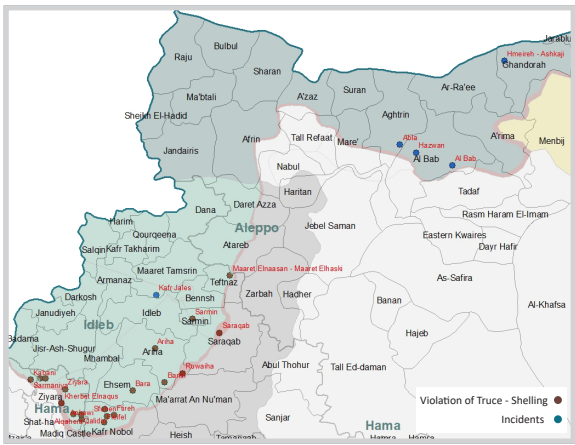 Jarablu
Hmeireh - Ashkaji
Bulbul
Raju
Ghandorah
Sharan
Suran
Ar-Ra'ee
Ma'btali
A'zaz
Sheikh El-Hadid
Aghtrin
A'rima
Afrin
Tall Refaat
Mare'
Abla
Hazwan
Menbij
Jandairis
Al Bab
Al Bab
Nabul
Haritan
Tadaf
Dana
Daret Azza
Rasm Haram El-Imam
Harim
Aleppo
Jebel Saman
Qourqeena
Eastern Kwaires
Atareb
Dayr Hafir
Salqin
Kafr Takharim
Maaret Tamsrin
Maaret Elnaasan - Maaret Elhasis
Armanaz
Teftnaz
As-Safira
Kafr Jales
Zarbah
Hadher
Darkosh
Bennsh
Banan
Al-Khafsa
Janudiyeh
Idleb
Sarmin
Idleb
Sarmin
Saraqab
Hajeb
Badama
Jisr-Ash-Shugur
Ariha
Saraqab
Ariha
Mhambal
Abul Thohur
Tall Ed-daman
Ruwaiha
Kabani
Ziyara
Ehsem
Bara
Ziyara
Kherbet Elnaqus
Ma'arrat An Nu'man
Violation of Truce - Shelling
Hama
Shat-ha
Sanjar
Incidents
Hama
Madiq Castle
Kafr Nobol
Heish
Tamanaah
Hamra
Hamra